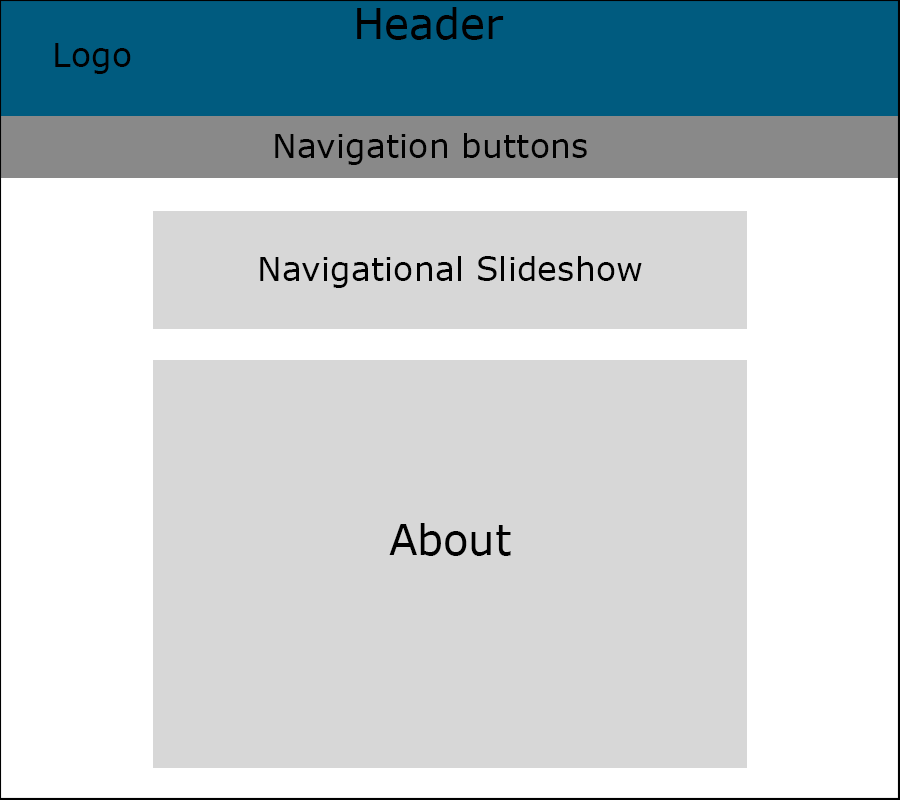 Header
Logo
Navigation buttons
Navigational Slideshow
About